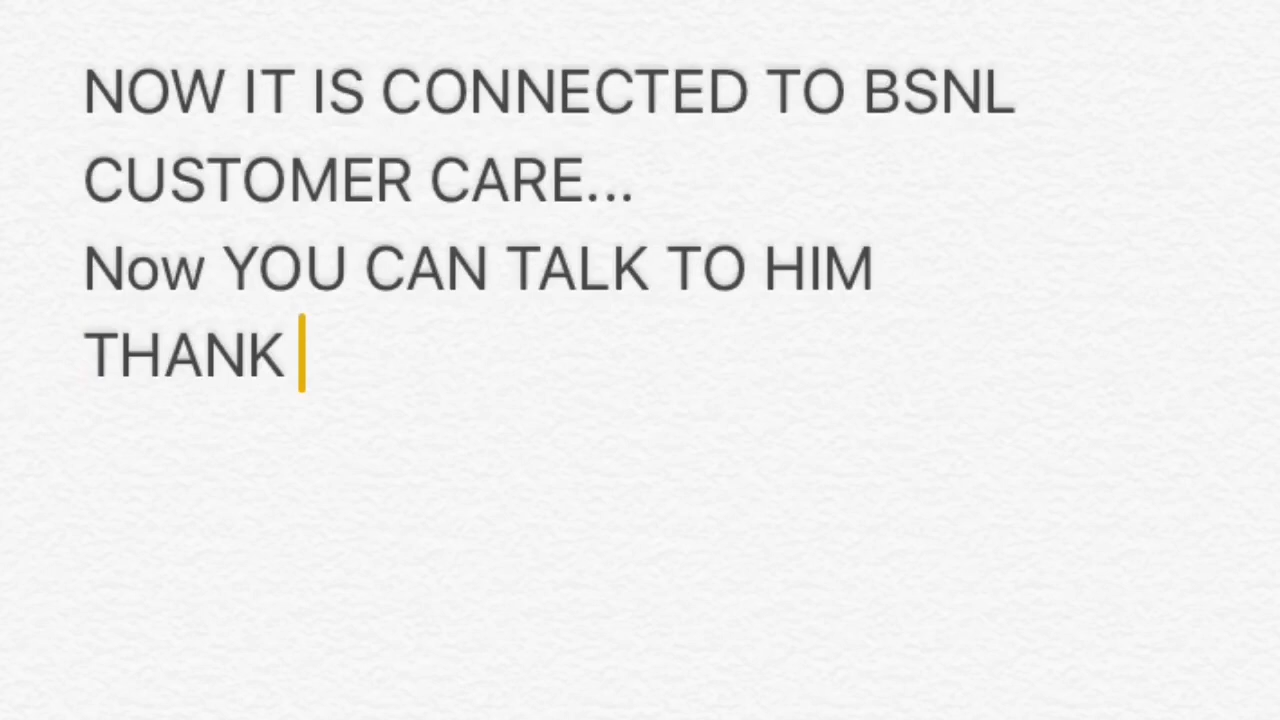 NOW IT IS CONNECTED TO BSNL
CUSTOMER CARE...
Now YOU CAN TALK TO HIM
THANK